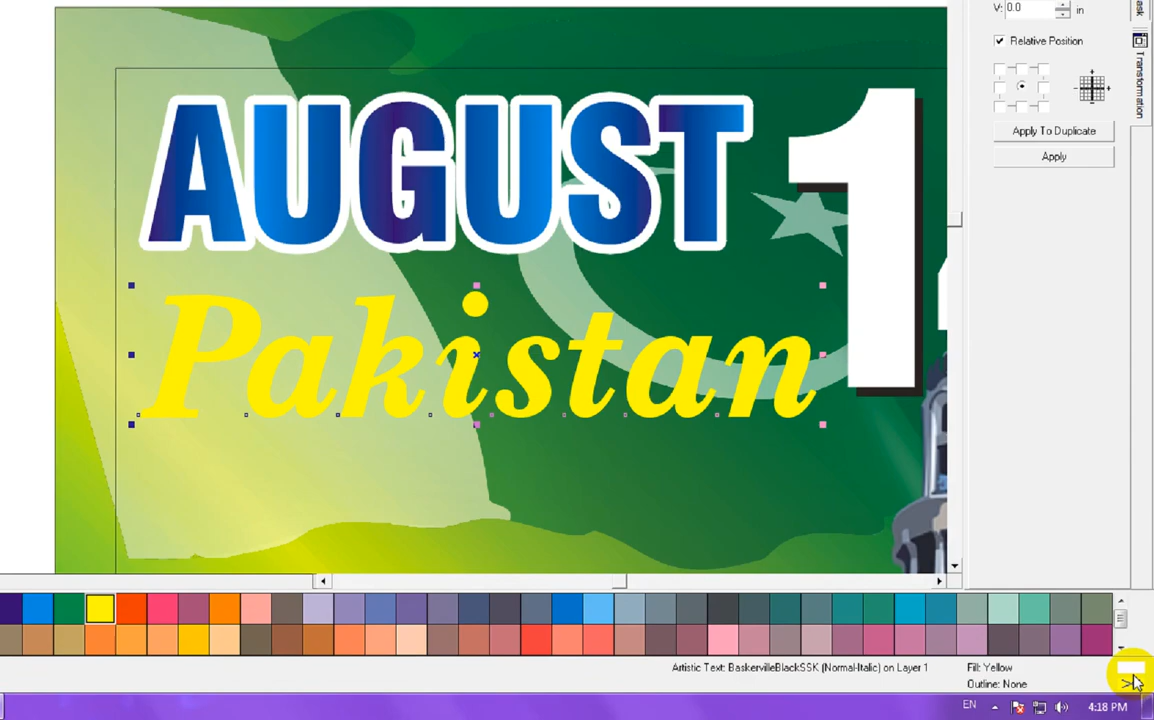 V: 0.0 in
Relative Position
Transformation
Apply To Duplicate
Apply
AUGUST 1
Pakistan
Artistic Text: BaskervilleBlackSSK (Normal-Italic) on Layer 1
Fill: Yellow
Outline: None
EN
4:18 PM